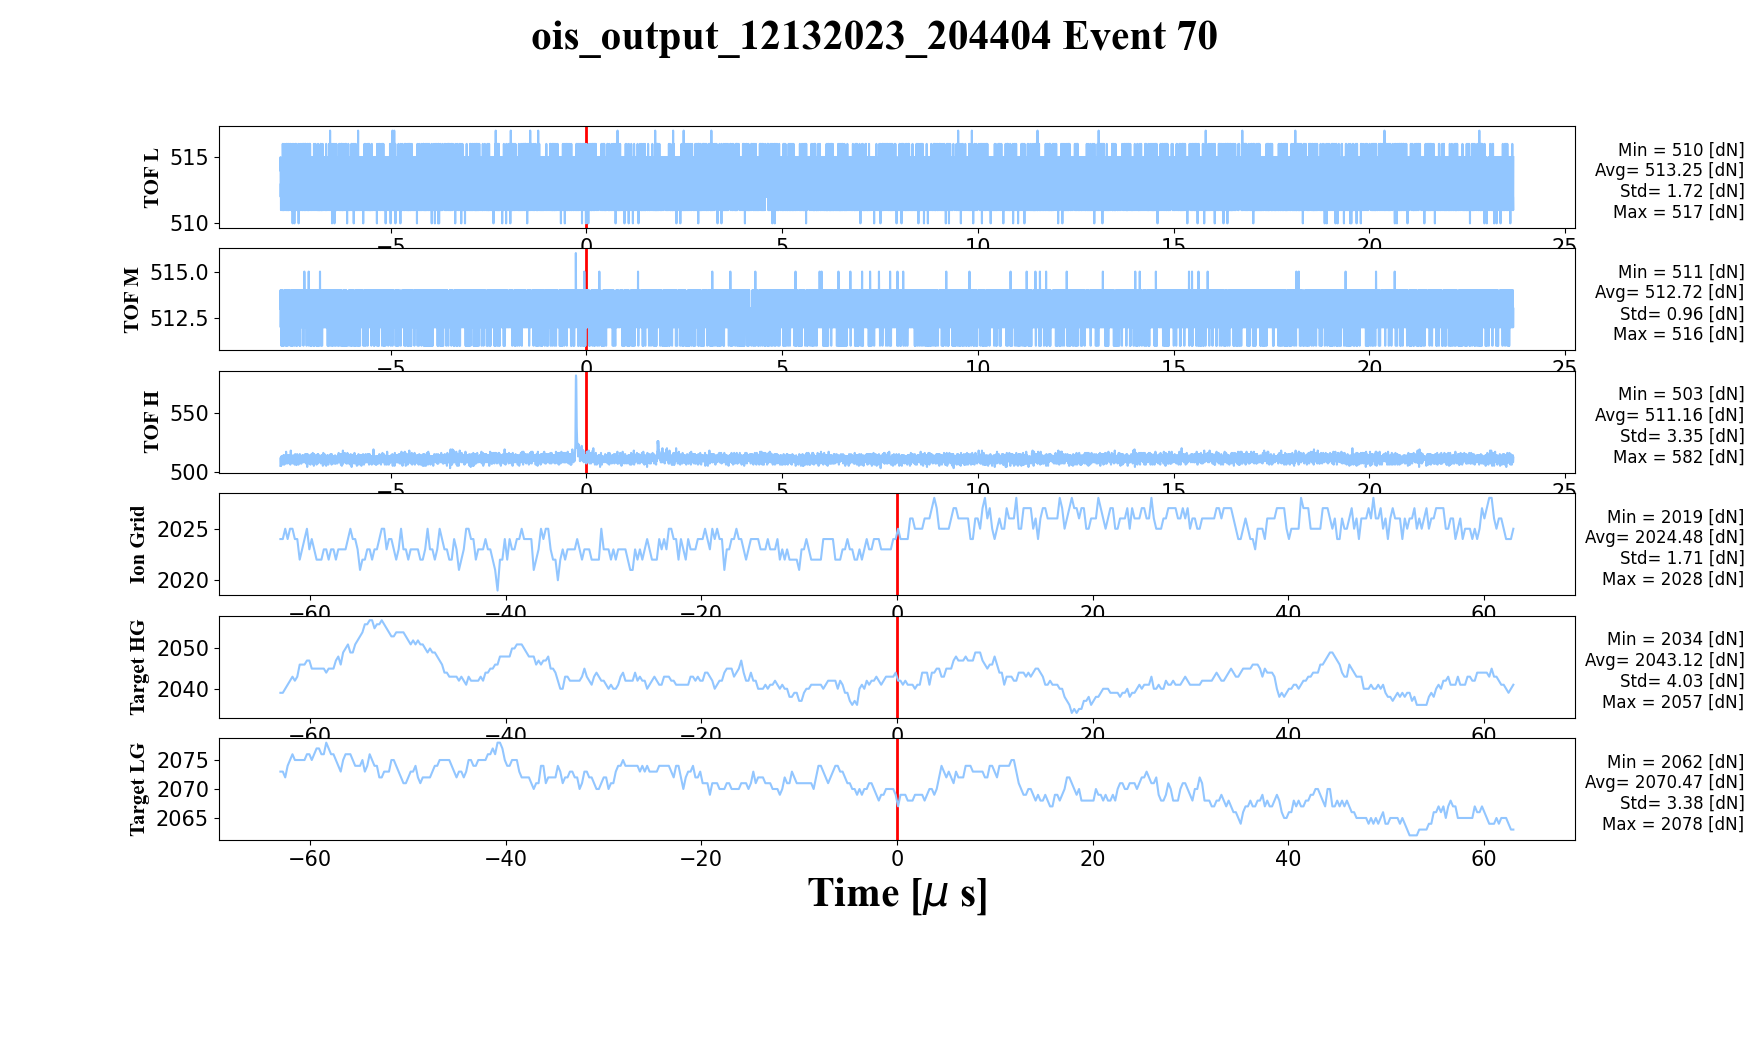 ois_output_12132023_204404 Event 70
TOF L
515
510
−5
0
5
10
15
20
25
Min = 510 [dN]
Avg= 513.25 [dN]
Std= 1.72 [dN]
Max = 517 [dN]
TOF M
515.0
512.5
−5
0
5
10
15
20
25
Min = 511 [dN]
Avg= 512.72 [dN]
Std= 0.96 [dN]
Max = 516 [dN]
TOF H
550
500
−5
0
5
10
15
20
25
Min = 503 [dN]
Avg= 511.16 [dN]
Std= 3.35 [dN]
Max = 582 [dN]
Ion Grid
2025
2020
−60
−40
−20
0
20
40
60
Min = 2019 [dN]
Avg= 2024.48 [dN]
Std= 1.71 [dN]
Max = 2028 [dN]
Target HG
2050
2040
−60
−40
−20
0
20
40
60
Min = 2034 [dN]
Avg= 2043.12 [dN]
Std= 4.03 [dN]
Max = 2057 [dN]
Target LG
2075
2070
2065
−60
−40
−20
0
20
40
60
Min = 2062 [dN]
Avg= 2070.47 [dN]
Std= 3.38 [dN]
Max = 2078 [dN]
Time [μ s]